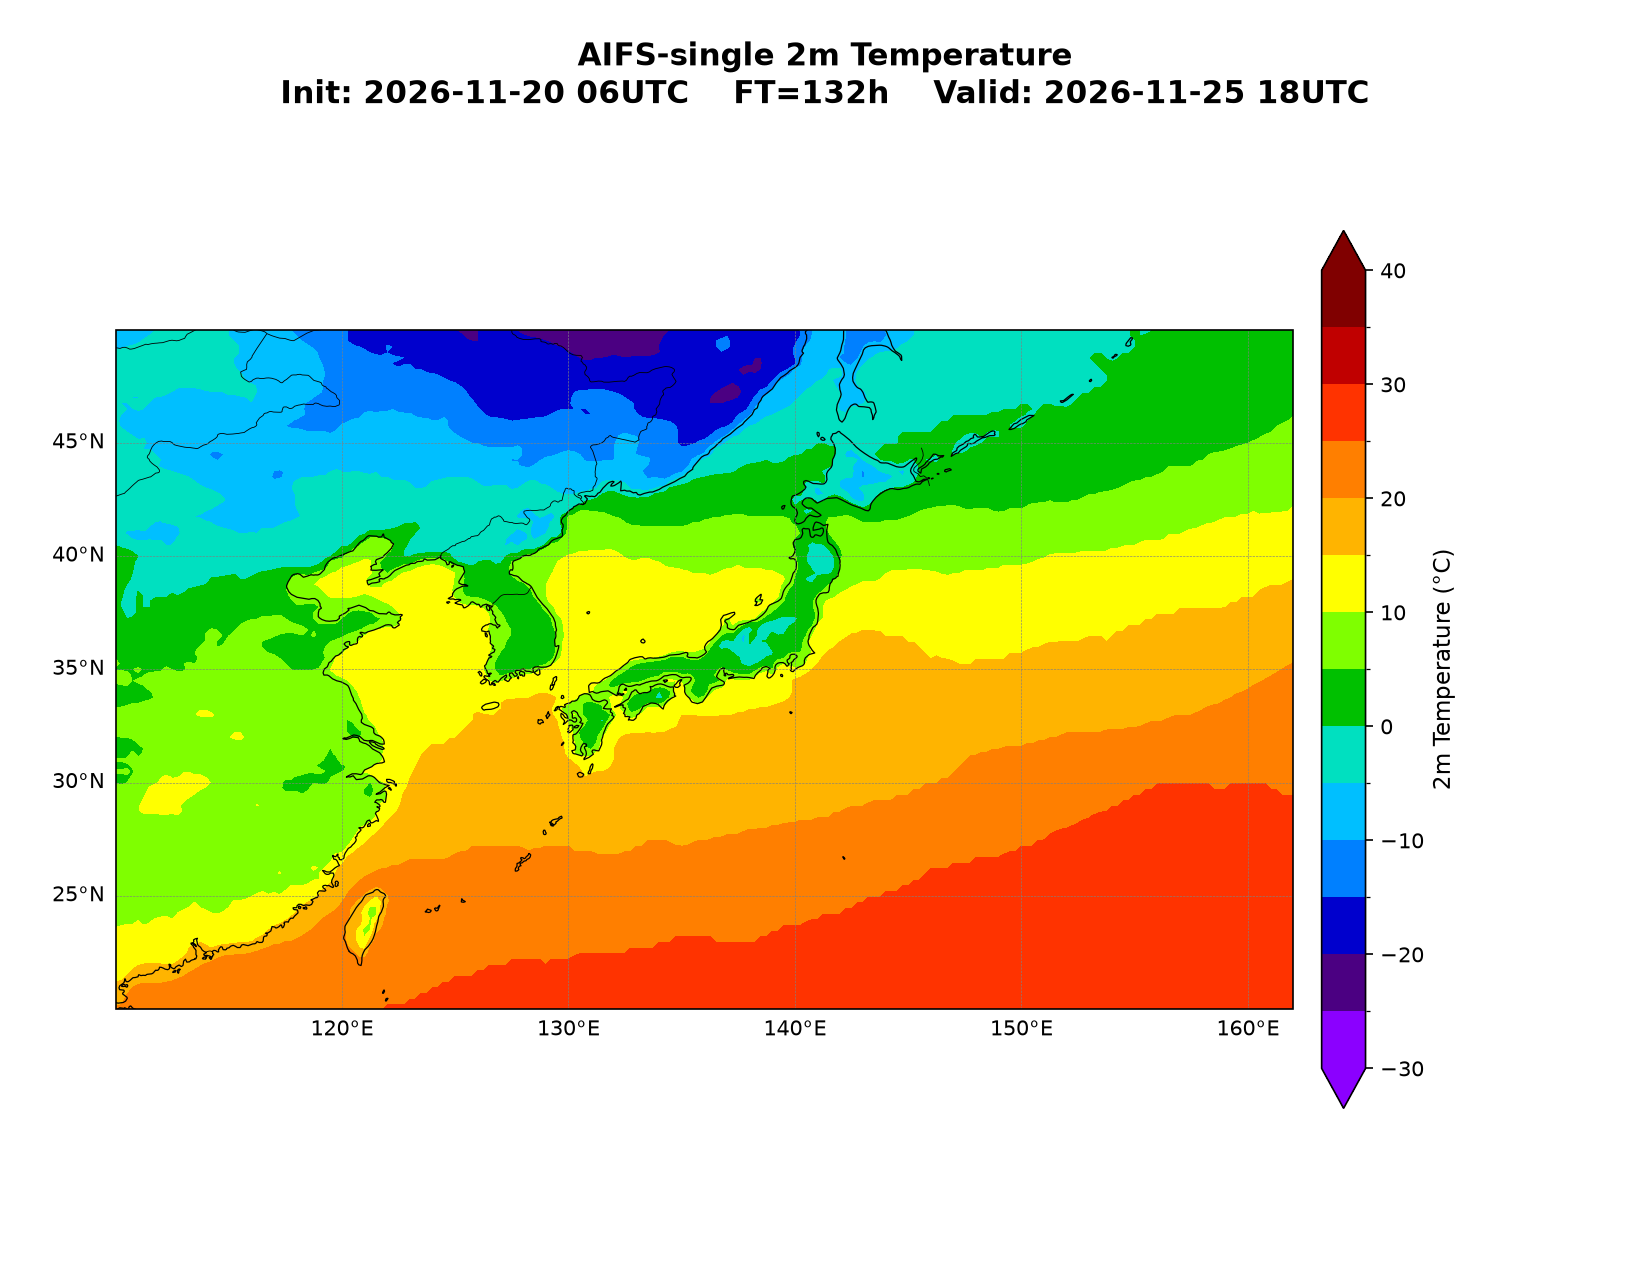 AIFS-single 2m Temperature
Init: 2026-11-20 06UTC    FT=132h    Valid: 2026-11-25 18UTC
45°N
40°N
35°N
30°N
25°N
120°E
130°E
140°E
150°E
160°E
40
30
20
10
0
−10
−20
−30
2m Temperature (°C)